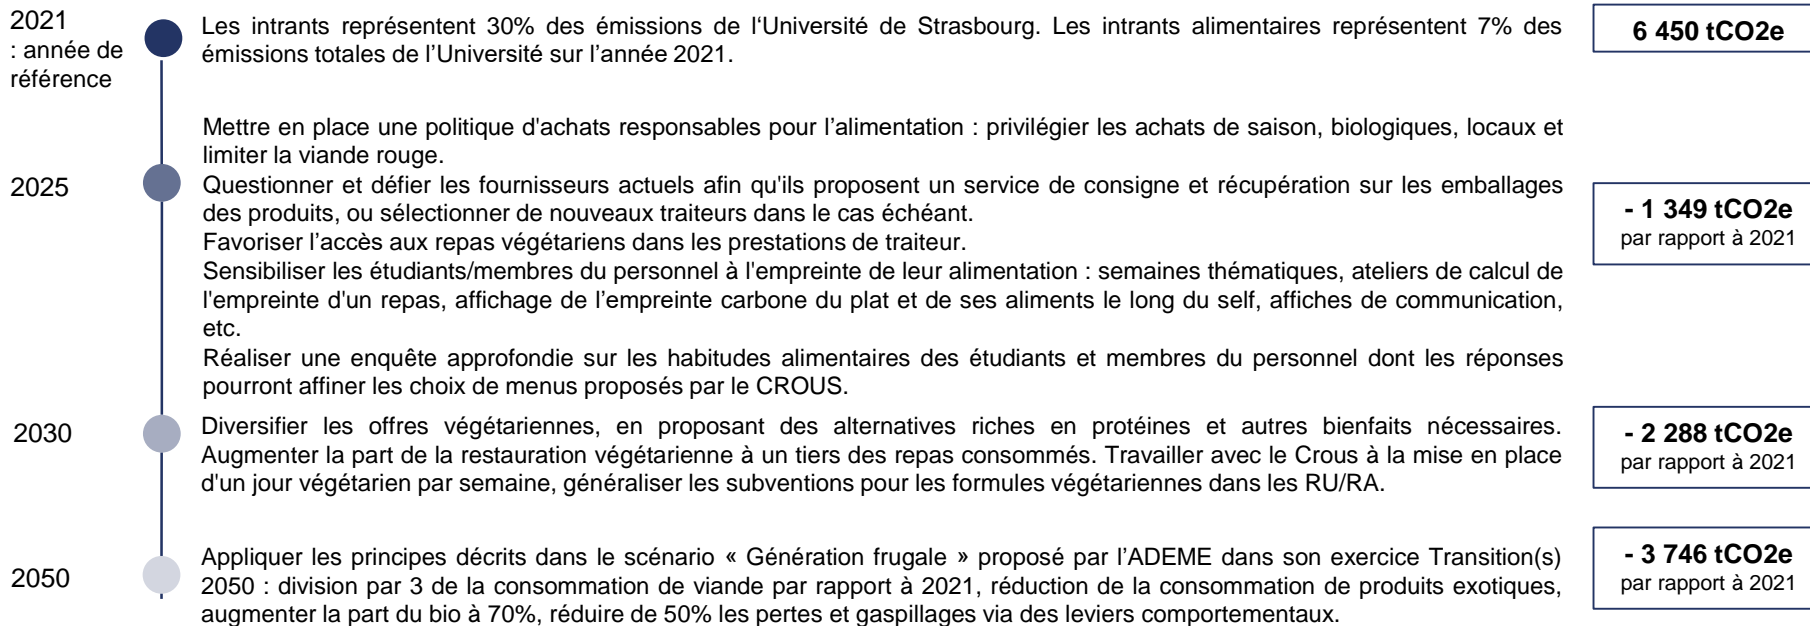 2021
: année de
référence
Les intrants représentent 30% des émissions de l‘Université de Strasbourg. Les intrants alimentaires représentent 7% des
émissions totales de l’Université sur l’année 2021.
6 450 tCO2e
2025
Mettre en place une politique d'achats responsables pour l’alimentation : privilégier les achats de saison, biologiques, locaux et
limiter la viande rouge.
Questionner et défier les fournisseurs actuels afin qu'ils proposent un service de consigne et récupération sur les emballages
des produits, ou sélectionner de nouveaux traiteurs dans le cas échéant.
Favoriser l’accès aux repas végétariens dans les prestations de traiteur.
Sensibiliser les étudiants/membres du personnel à l'empreinte de leur alimentation : semaines thématiques, ateliers de calcul de
l'empreinte d'un repas, affichage de l’empreinte carbone du plat et de ses aliments le long du self, affiches de communication,
etc.
Réaliser une enquête approfondie sur les habitudes alimentaires des étudiants et membres du personnel dont les réponses
pourront affiner les choix de menus proposés par le CROUS.
- 1 349 tCO2e
par rapport à 2021
2030
Diversifier les offres végétariennes, en proposant des alternatives riches en protéines et autres bienfaits nécessaires.
Augmenter la part de la restauration végétarienne à un tiers des repas consommés. Travailler avec le Crous à la mise en place
d'un jour végétarien par semaine, généraliser les subventions pour les formules végétariennes dans les RU/RA.
- 2 288 tCO2e
par rapport à 2021
2050
Appliquer les principes décrits dans le scénario « Génération frugale » proposé par l’ADEME dans son exercice Transition(s)
2050 : division par 3 de la consommation de viande par rapport à 2021, réduction de la consommation de produits exotiques,
augmenter la part du bio à 70%, réduire de 50% les pertes et gaspillages via des leviers comportementaux.
- 3 746 tCO2e
par rapport à 2021